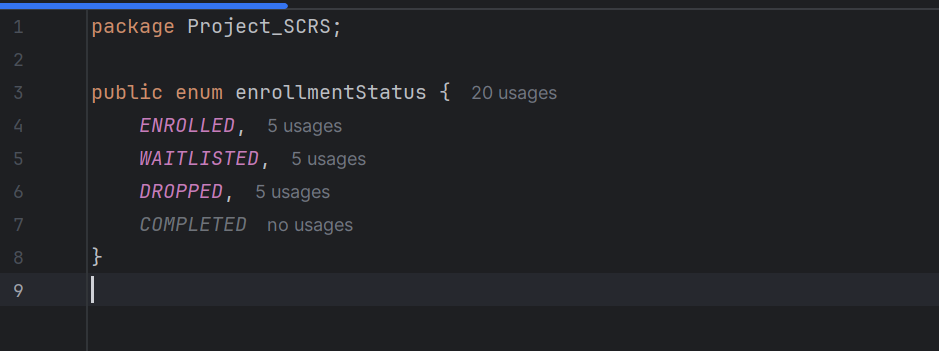 1 package Project_SCRS;
2
3 public enum enrollmentStatus { 20 usages
4 ENROLLED, 5 usages
5 WAITLISTED, 5 usages
6 DROPPED, 5 usages
7 COMPLETED no usages
8 }
9